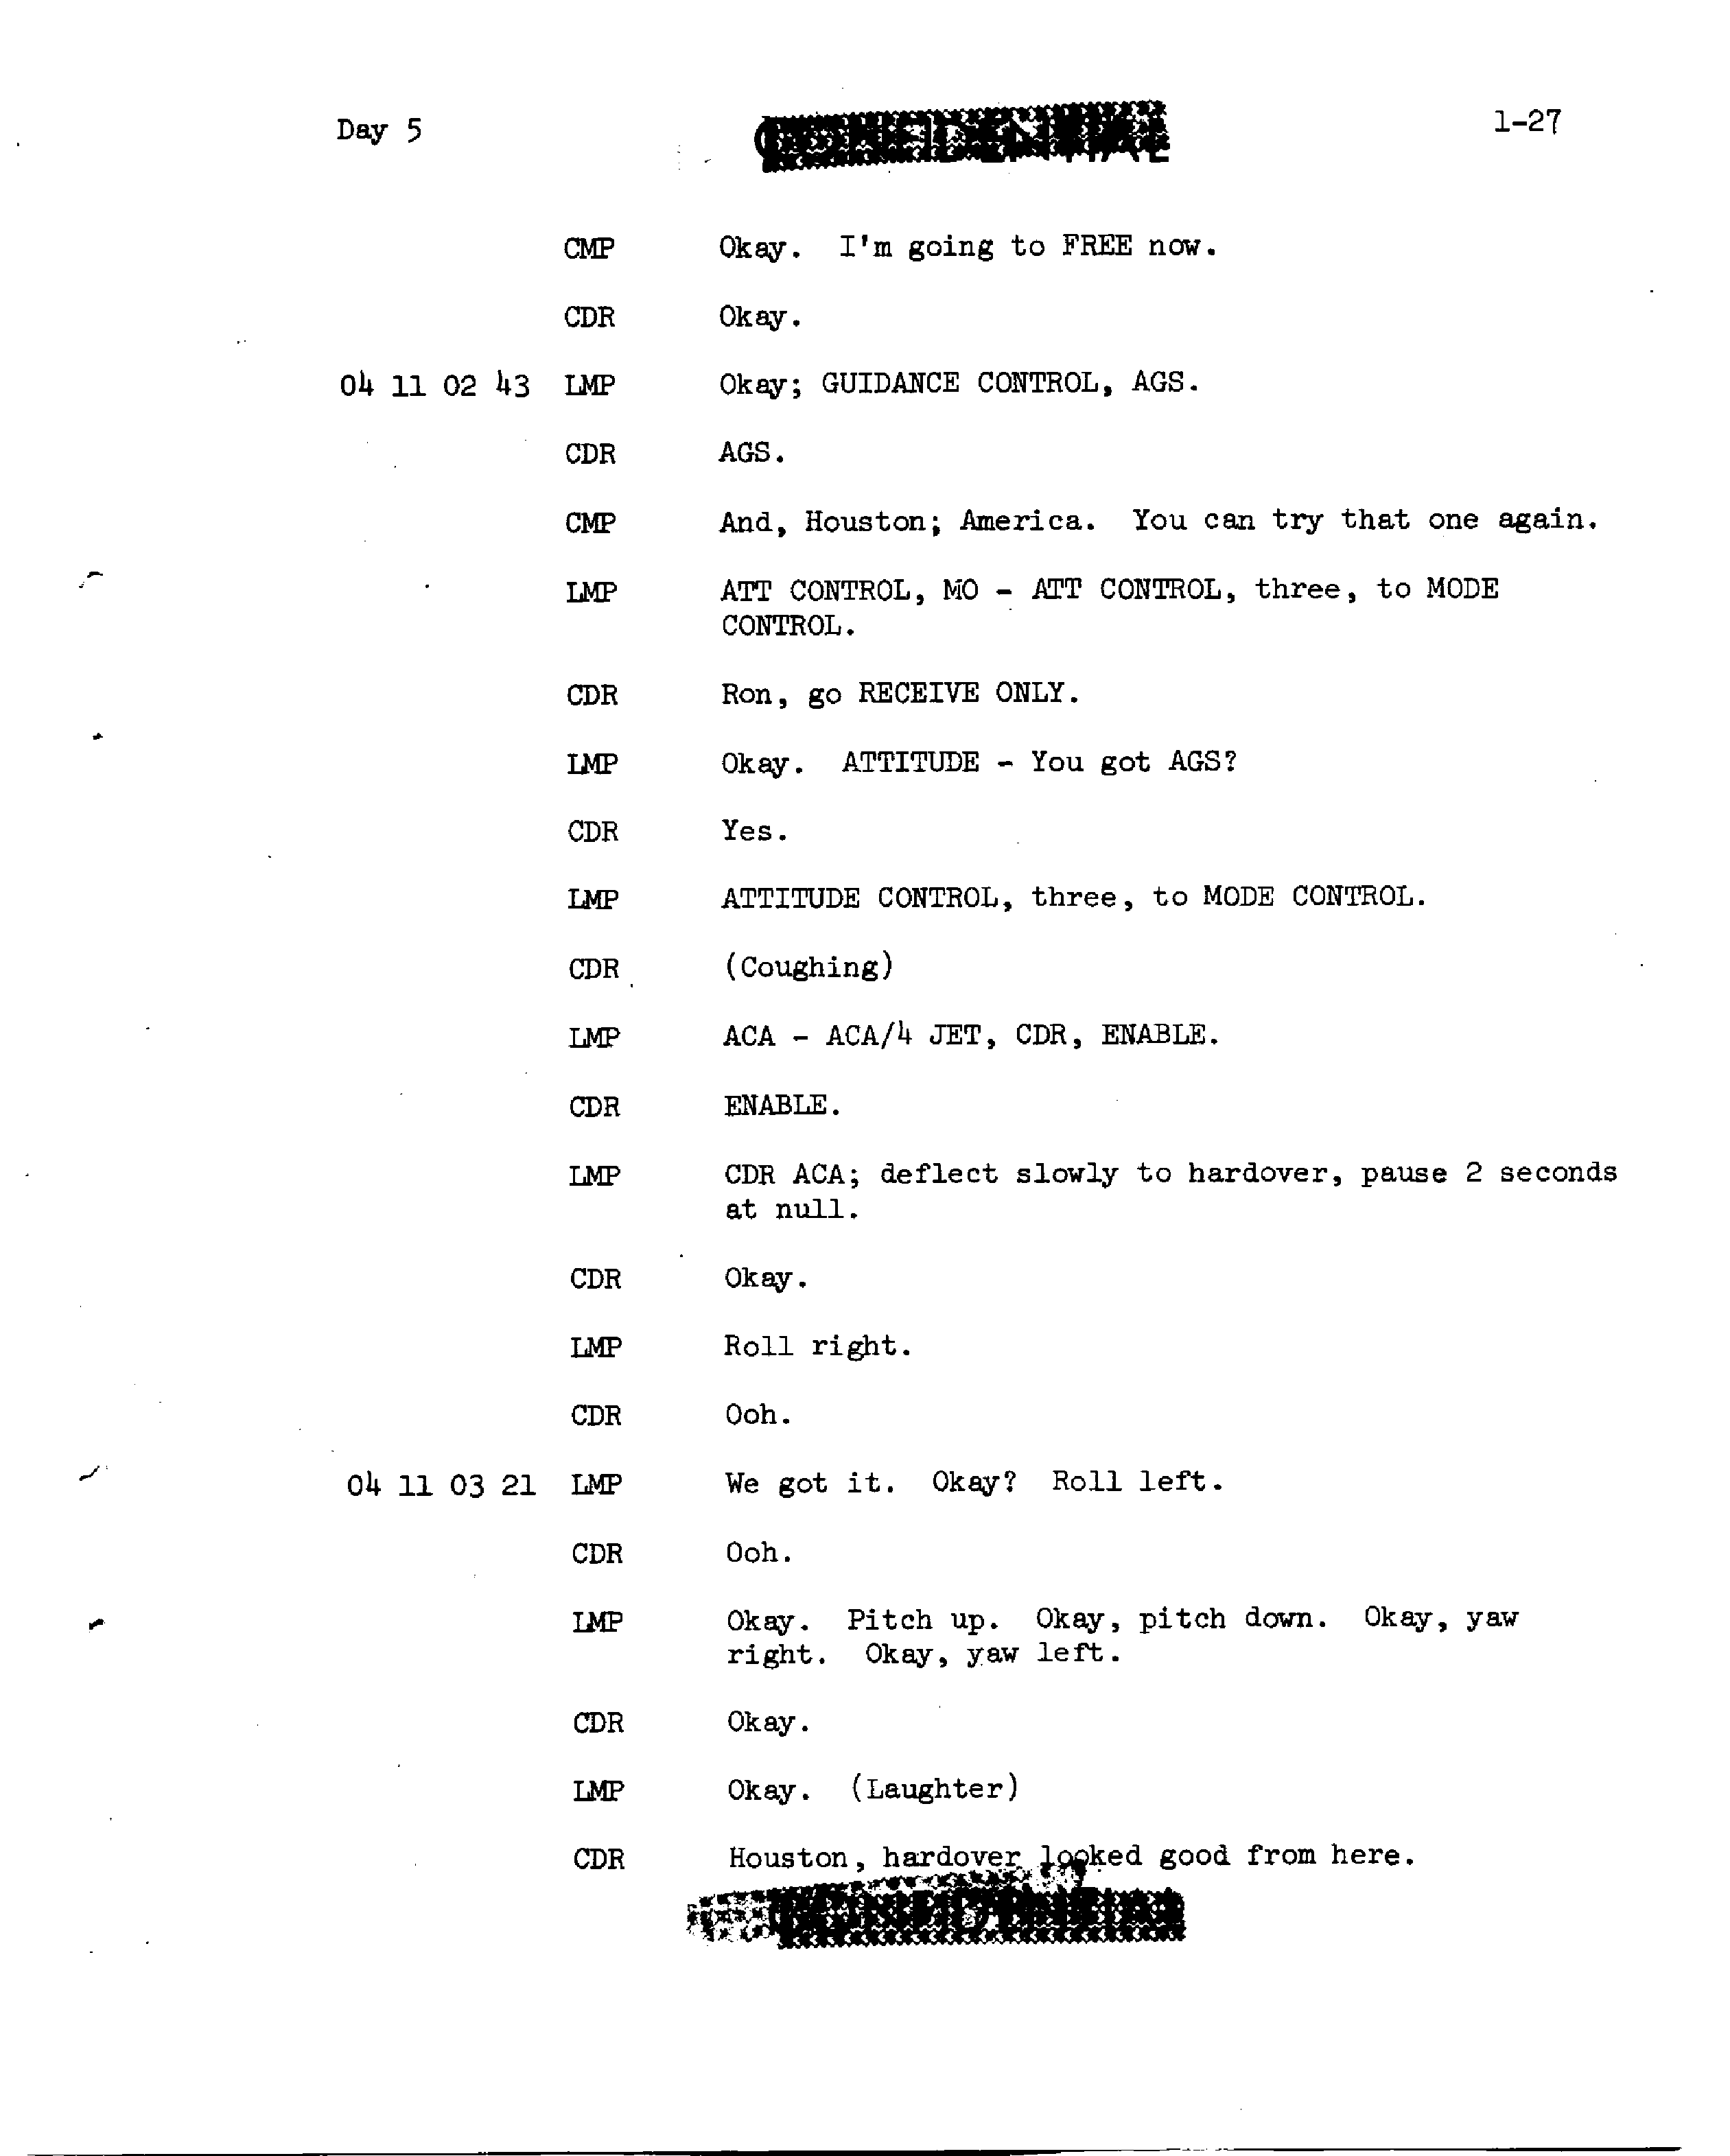 Day 5
CONFIDENTIAL
1-27
CMP Okay. I'm going to FREE now.
CDR Okay.
04 11 02 43 LMP Okay; GUIDANCE CONTROL, AGS.
CDR AGS.
CMP And, Houston; America. You can try that one again.
LMP ATT CONTROL, MO - ATT CONTROL, three, to MODE
CONTROL.
CDR Ron, go RECEIVE ONLY.
LMP Okay. ATTITUDE - You got AGS?
CDR Yes.
LMP ATTITUDE CONTROL, three, to MODE CONTROL.
CDR (Coughing)
LMP ACA - ACA/4 JET, CDR, ENABLE.
CDR ENABLE.
LMP CDR ACA; deflect slowly to hardover, pause 2 seconds
at null.
CDR Okay.
LMP Roll right.
CDR Ooh.
04 11 03 21 LMP We got it. Okay? Roll left.
CDR Ooh.
LMP Okay. Pitch up. Okay, pitch down. Okay, yaw
right. Okay, yaw left.
CDR Okay.
LMP Okay. (Laughter)
CDR Houston, hardover looked good from here.
CONFIDENTIAL